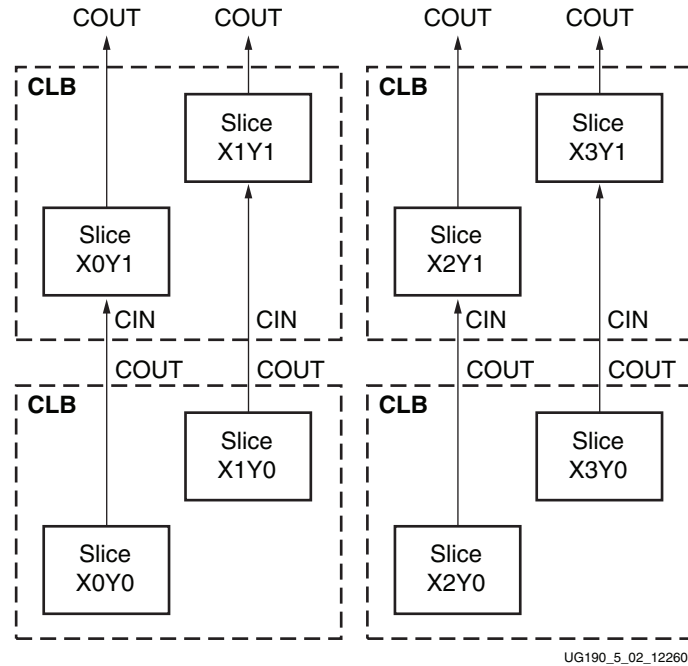 COUT COUT COUT COUT
CLB CLB
Slice
X1Y1
Slice
X3Y1
Slice
X0Y1
Slice
X2Y1
CIN CIN CIN CIN
COUT COUT COUT COUT
CLB CLB
Slice
X1Y0
Slice
X3Y0
Slice
X0Y0
Slice
X2Y0
UG190_5_02_12260